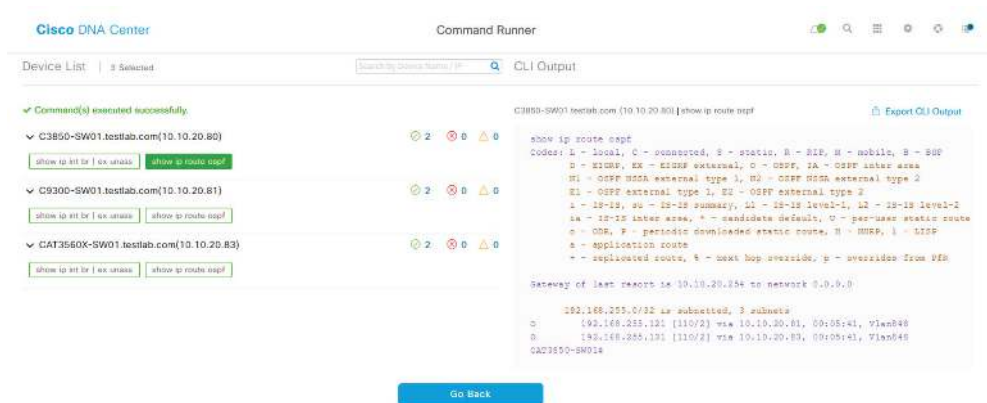 Cisco DNA Center
Command Runner
Device List | 3 Selected
Search by Device Name / IP
CLI Output
Command(s) executed successfully.
C3850-SW01.testlab.com(10.10.20.80)
2 0 0
show ip int br | ex unass
show ip route ospf
C9300-SW01.testlab.com(10.10.20.81)
2 0 0
show ip int br | ex unass
show ip route ospf
CAT3560X-SW01.testlab.com(10.10.20.83)
2 0 0
show ip int br | ex unass
show ip route ospf
C3850-SW01.testlab.com (10.10.20.80) | show ip route ospf
Export CLI Output
show ip route ospf
Codes: L - local, C - connected, S - static, R - RIP, M - mobile, B - BGP
D - EIGRP, EX - EIGRP external, O - OSPF, IA - OSPF inter area
N1 - OSPF NSSA external type 1, N2 - OSPF NSSA external type 2
E1 - OSPF external type 1, E2 - OSPF external type 2
i - IS-IS, su - IS-IS summary, L1 - IS-IS level-1, L2 - IS-IS level-2
ia - IS-IS inter area, * - candidate default, U - per-user static route
o - ODR, P - periodic downloaded static route, H - NHRP, l - LISP
a - application route
+ - replicated route, % - next hop override, p - overrides from PfR
Gateway of last resort is 10.10.20.254 to network 0.0.0.0
192.168.255.0/32 is subnetted, 3 subnets
O 192.168.255.121 [110/2] via 10.10.20.81, 00:05:41, Vlan848
O 192.168.255.131 [110/2] via 10.10.20.83, 00:05:41, Vlan848
CAT3850-SW01#
Go Back